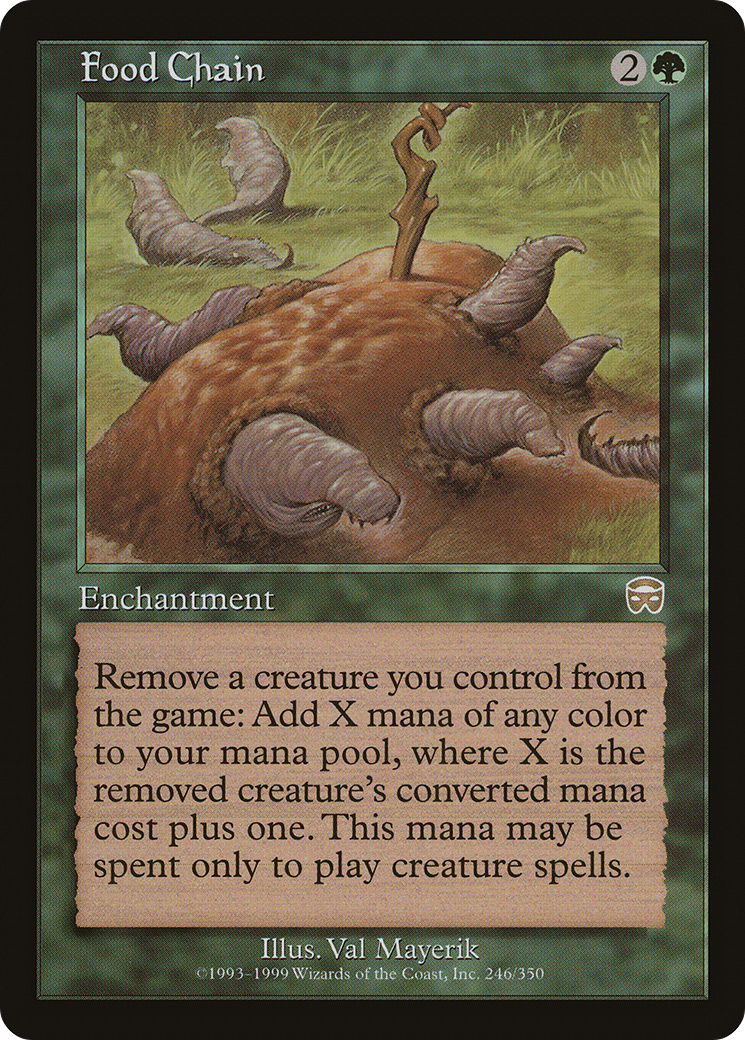 Food Chain
2
Enchantment
Remove a creature you control from
the game: Add X mana of any color
to your mana pool, where X is the
removed creature's converted mana
cost plus one. This mana may be
spent only to play creature spells.
Illus. Val Mayerik
©1993–1999 Wizards of the Coast, Inc. 246/350